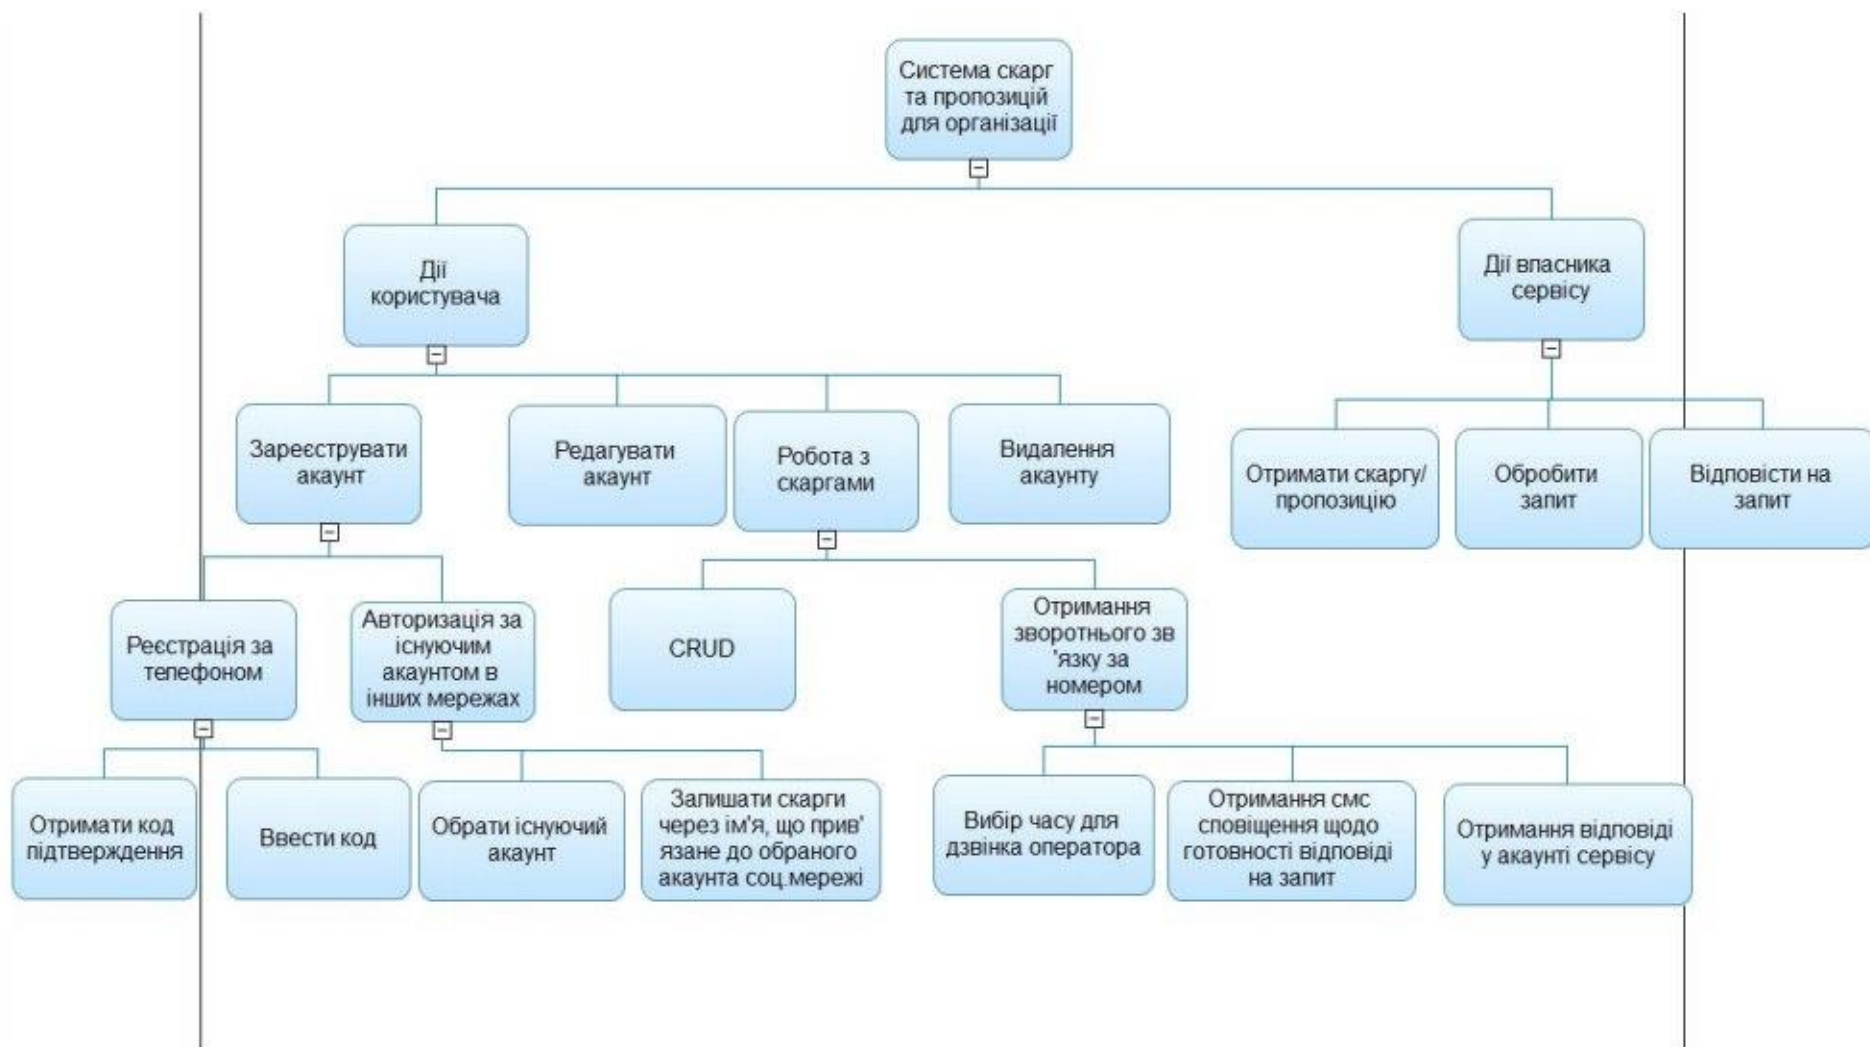 Система скарг
та пропозицій
для організації
Дії
користувача
Дії власника
сервісу
Зареєструвати
акаунт
Редагувати
акаунт
Робота з
скаргами
Видалення
акаунту
Отримати скаргу/
пропозицію
Обробити
запит
Відповісти на
запит
Реєстрація за
телефоном
Авторизація за
існуючим
акаунтом в
інших мережах
CRUD
Отримання
зворотнього зв
'язку за
номером
Отримати код
підтвердження
Ввести код
Обрати існуючий
акаунт
Залишати скарги
через ім'я, що прив'
язане до обраного
акаунта соц.мережі
Вибір часу для
дзвінка оператора
Отримання смс
сповіщення щодо
готовності відповіді
на запит
Отримання відповіді
у акаунті сервісу